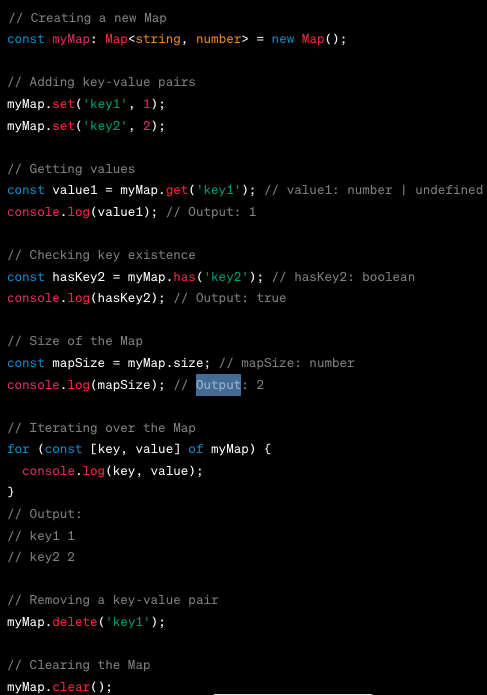 // Creating a new Map
const myMap: Map<string, number> = new Map();
// Adding key-value pairs
myMap.set('key1', 1);
myMap.set('key2', 2);
// Getting values
const value1 = myMap.get('key1'); // value1: number | undefined
console.log(value1); // Output: 1
// Checking key existence
const hasKey2 = myMap.has('key2'); // hasKey2: boolean
console.log(hasKey2); // Output: true
// Size of the Map
const mapSize = myMap.size; // mapSize: number
console.log(mapSize); // Output: 2
// Iterating over the Map
for (const [key, value] of myMap) {
  console.log(key, value);
}
// Output:
// key1 1
// key2 2
// Removing a key-value pair
myMap.delete('key1');
// Clearing the Map
myMap.clear();